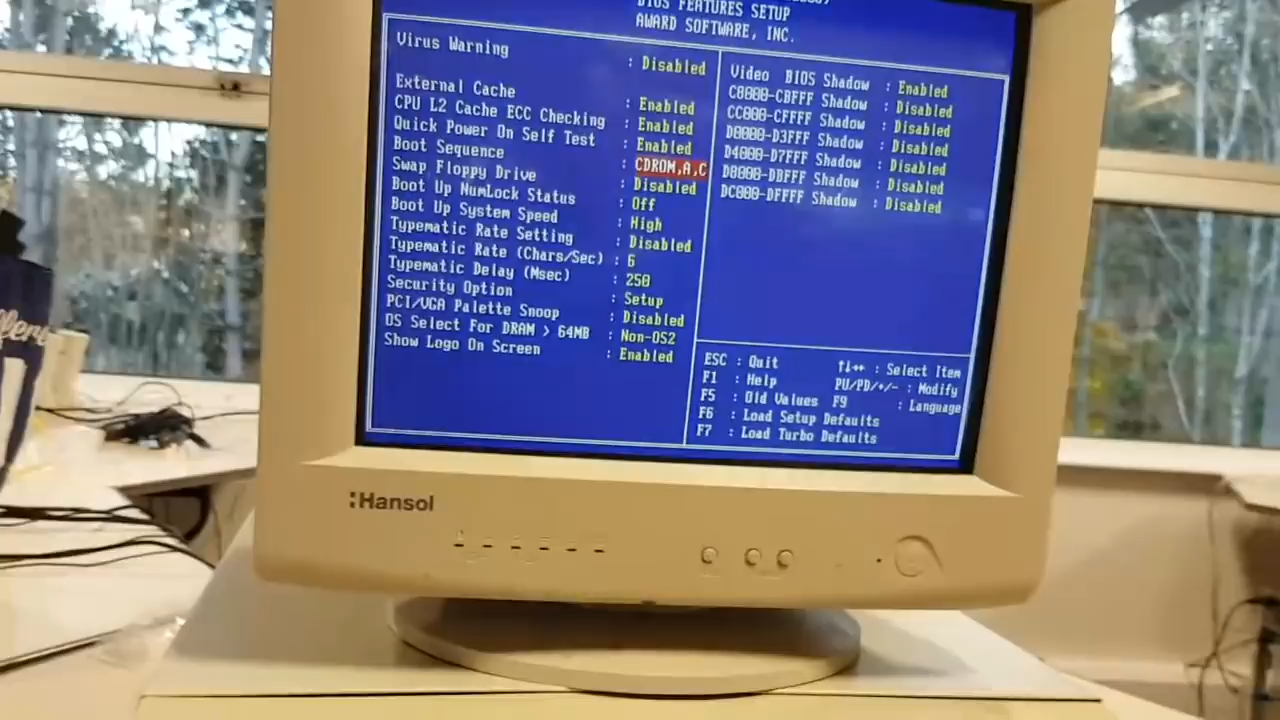 BIOS FEATURES SETUP
AWARD SOFTWARE, INC.
Virus Warning : Disabled
External Cache : Enabled
CPU L2 Cache ECC Checking : Enabled
Quick Power On Self Test : Enabled
Boot Sequence : CDROM,A,C
Swap Floppy Drive : Disabled
Boot Up NumLock Status : Off
Boot Up System Speed : High
Typematic Rate Setting : Disabled
Typematic Rate (Chars/Sec) : 6
Typematic Delay (Msec) : 250
Security Option : Setup
PCI/VGA Palette Snoop : Disabled
OS Select For DRAM > 64MB : Non-OS2
Show Logo On Screen : Enabled
Video BIOS Shadow : Enabled
C8000-CBFFF Shadow : Disabled
CC000-CFFFF Shadow : Disabled
D0000-D3FFF Shadow : Disabled
D4000-D7FFF Shadow : Disabled
D8000-DBFFF Shadow : Disabled
DC000-DFFFF Shadow : Disabled
ESC : Quit ↑↓→← : Select Item
F1 : Help PU/PD/+/- : Modify
F5 : Old Values F9 : Language
F6 : Load Setup Defaults
F7 : Load Turbo Defaults
Hansol